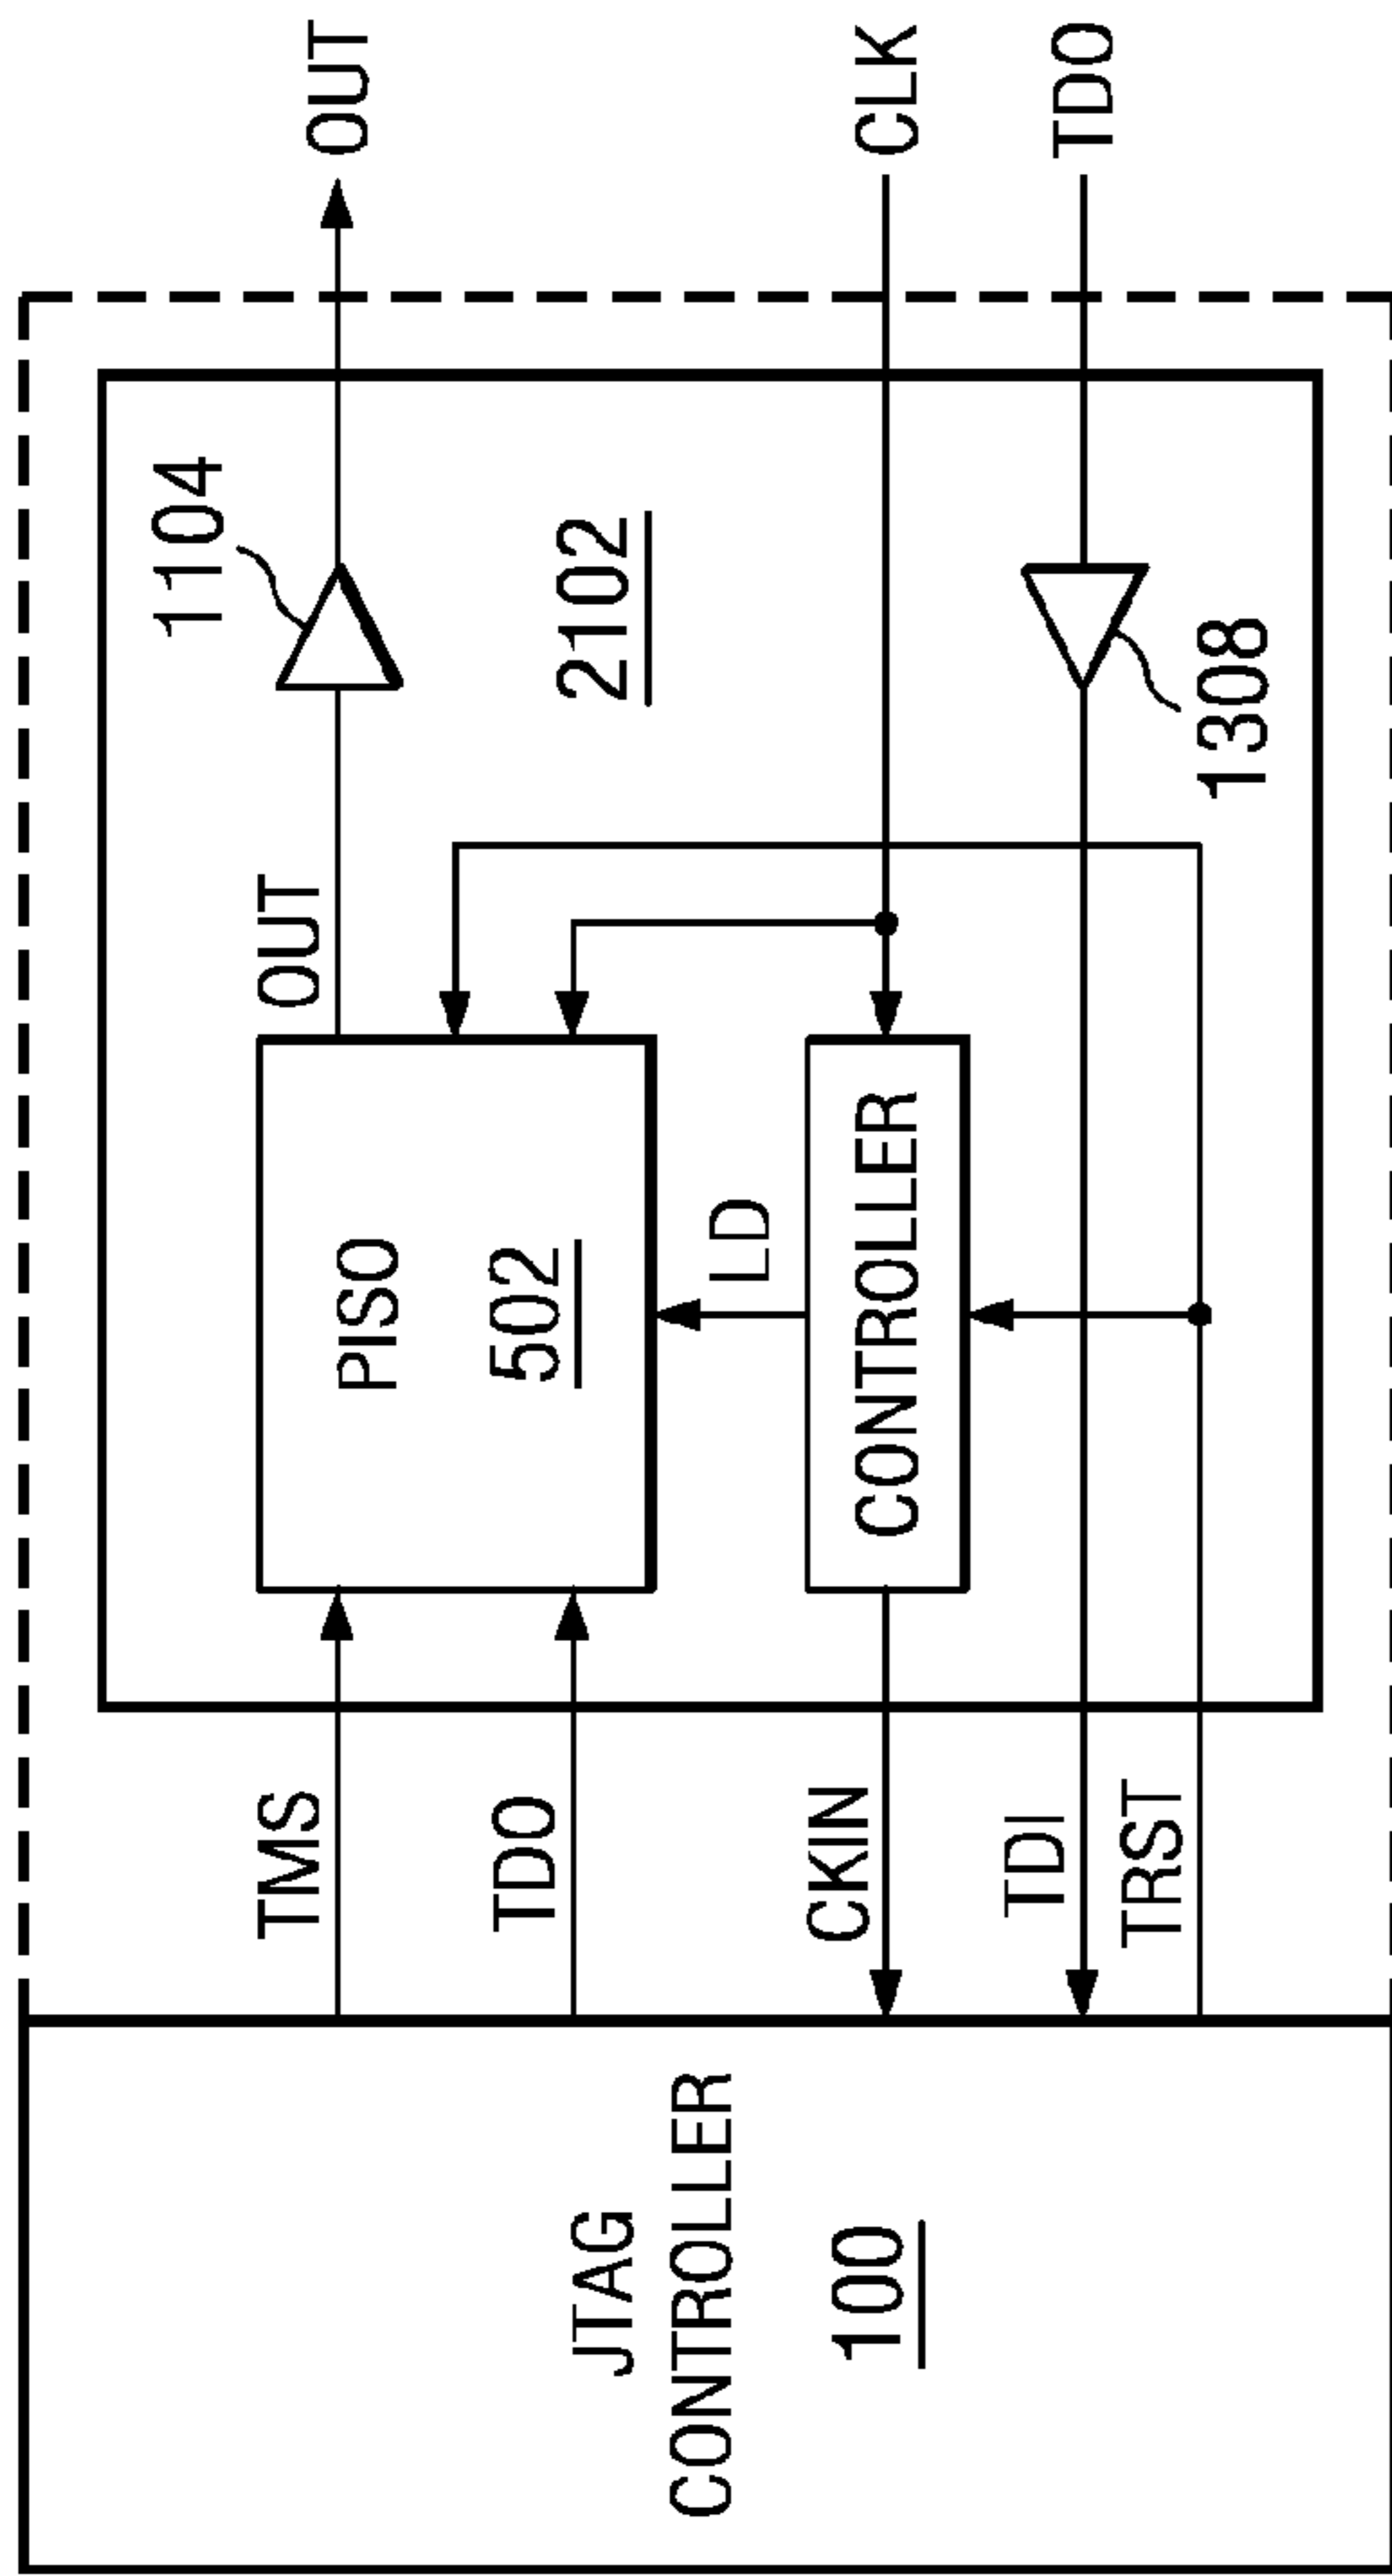 JTAG
CONTROLLER
100
TMS
TDO
CKIN
TDI
TRST
PISO
502
LD
CONTROLLER
OUT
1104
2102
1308
OUT
CLK
TDO